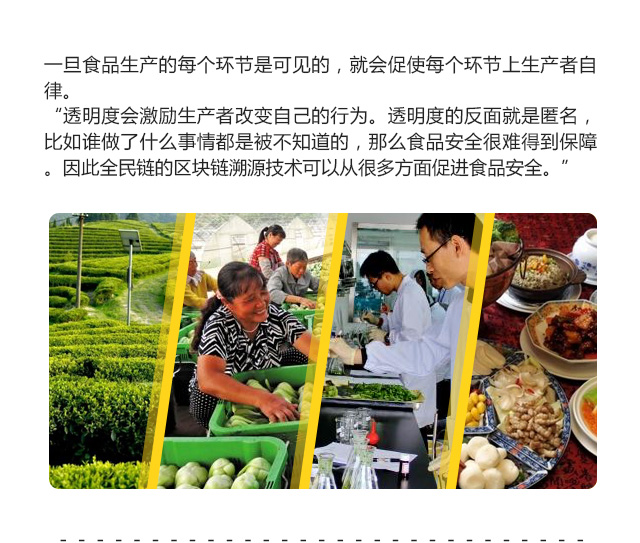 一旦食品生产的每个环节是可见的，就会促使每个环节上生产者自
律。
“透明度会激励生产者改变自己的行为。透明度的反面就是匿名，
比如谁做了什么事情都是被不知道的，那么食品安全很难得到保障
。因此全民链的区块链溯源技术可以从很多方面促进食品安全。”